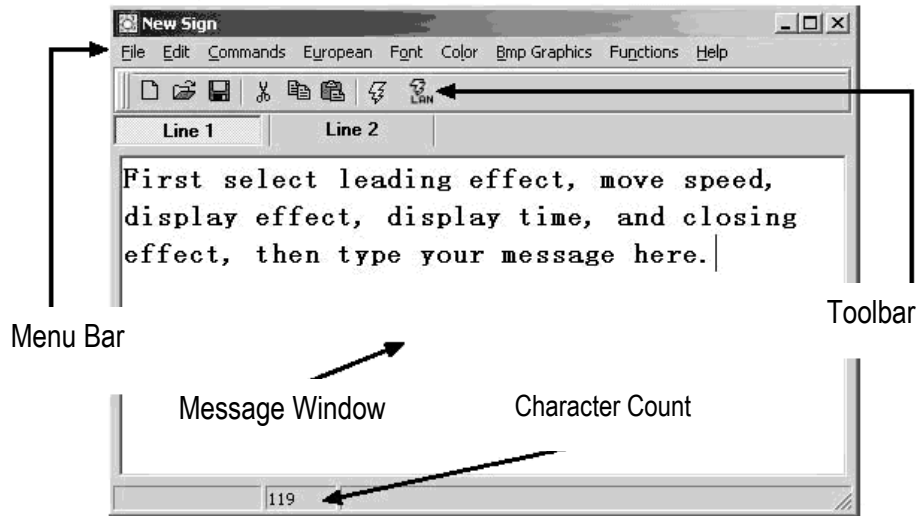 New Sign
File Edit Commands European Font Color Bmp Graphics Functions Help
LAN
Line 1 Line 2
First select leading effect, move speed,
display effect, display time, and closing
effect, then type your message here.
Toolbar
Menu Bar
Message Window Character Count
119